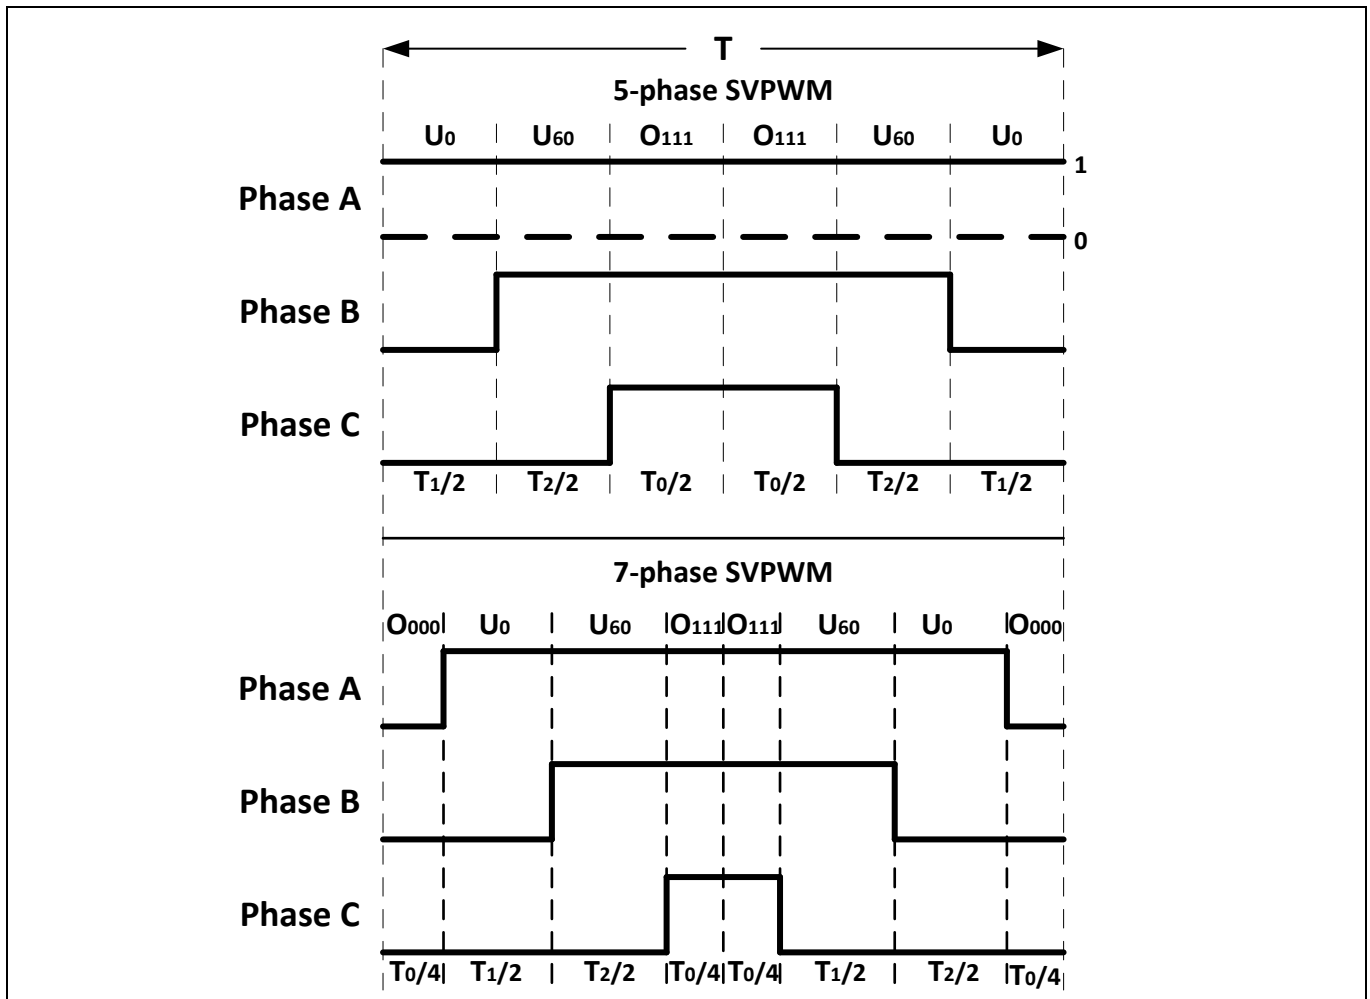 T
5-phase SVPWM
U0 U60 O111 O111 U60 U0
1
Phase A
0
Phase B
Phase C
T1/2 T2/2 T0/2 T0/2 T2/2 T1/2
7-phase SVPWM
O000 U0 U60 O111 O111 U60 U0 O000
Phase A
Phase B
Phase C
T0/4 T1/2 T2/2 T0/4 T0/4 T1/2 T2/2 T0/4